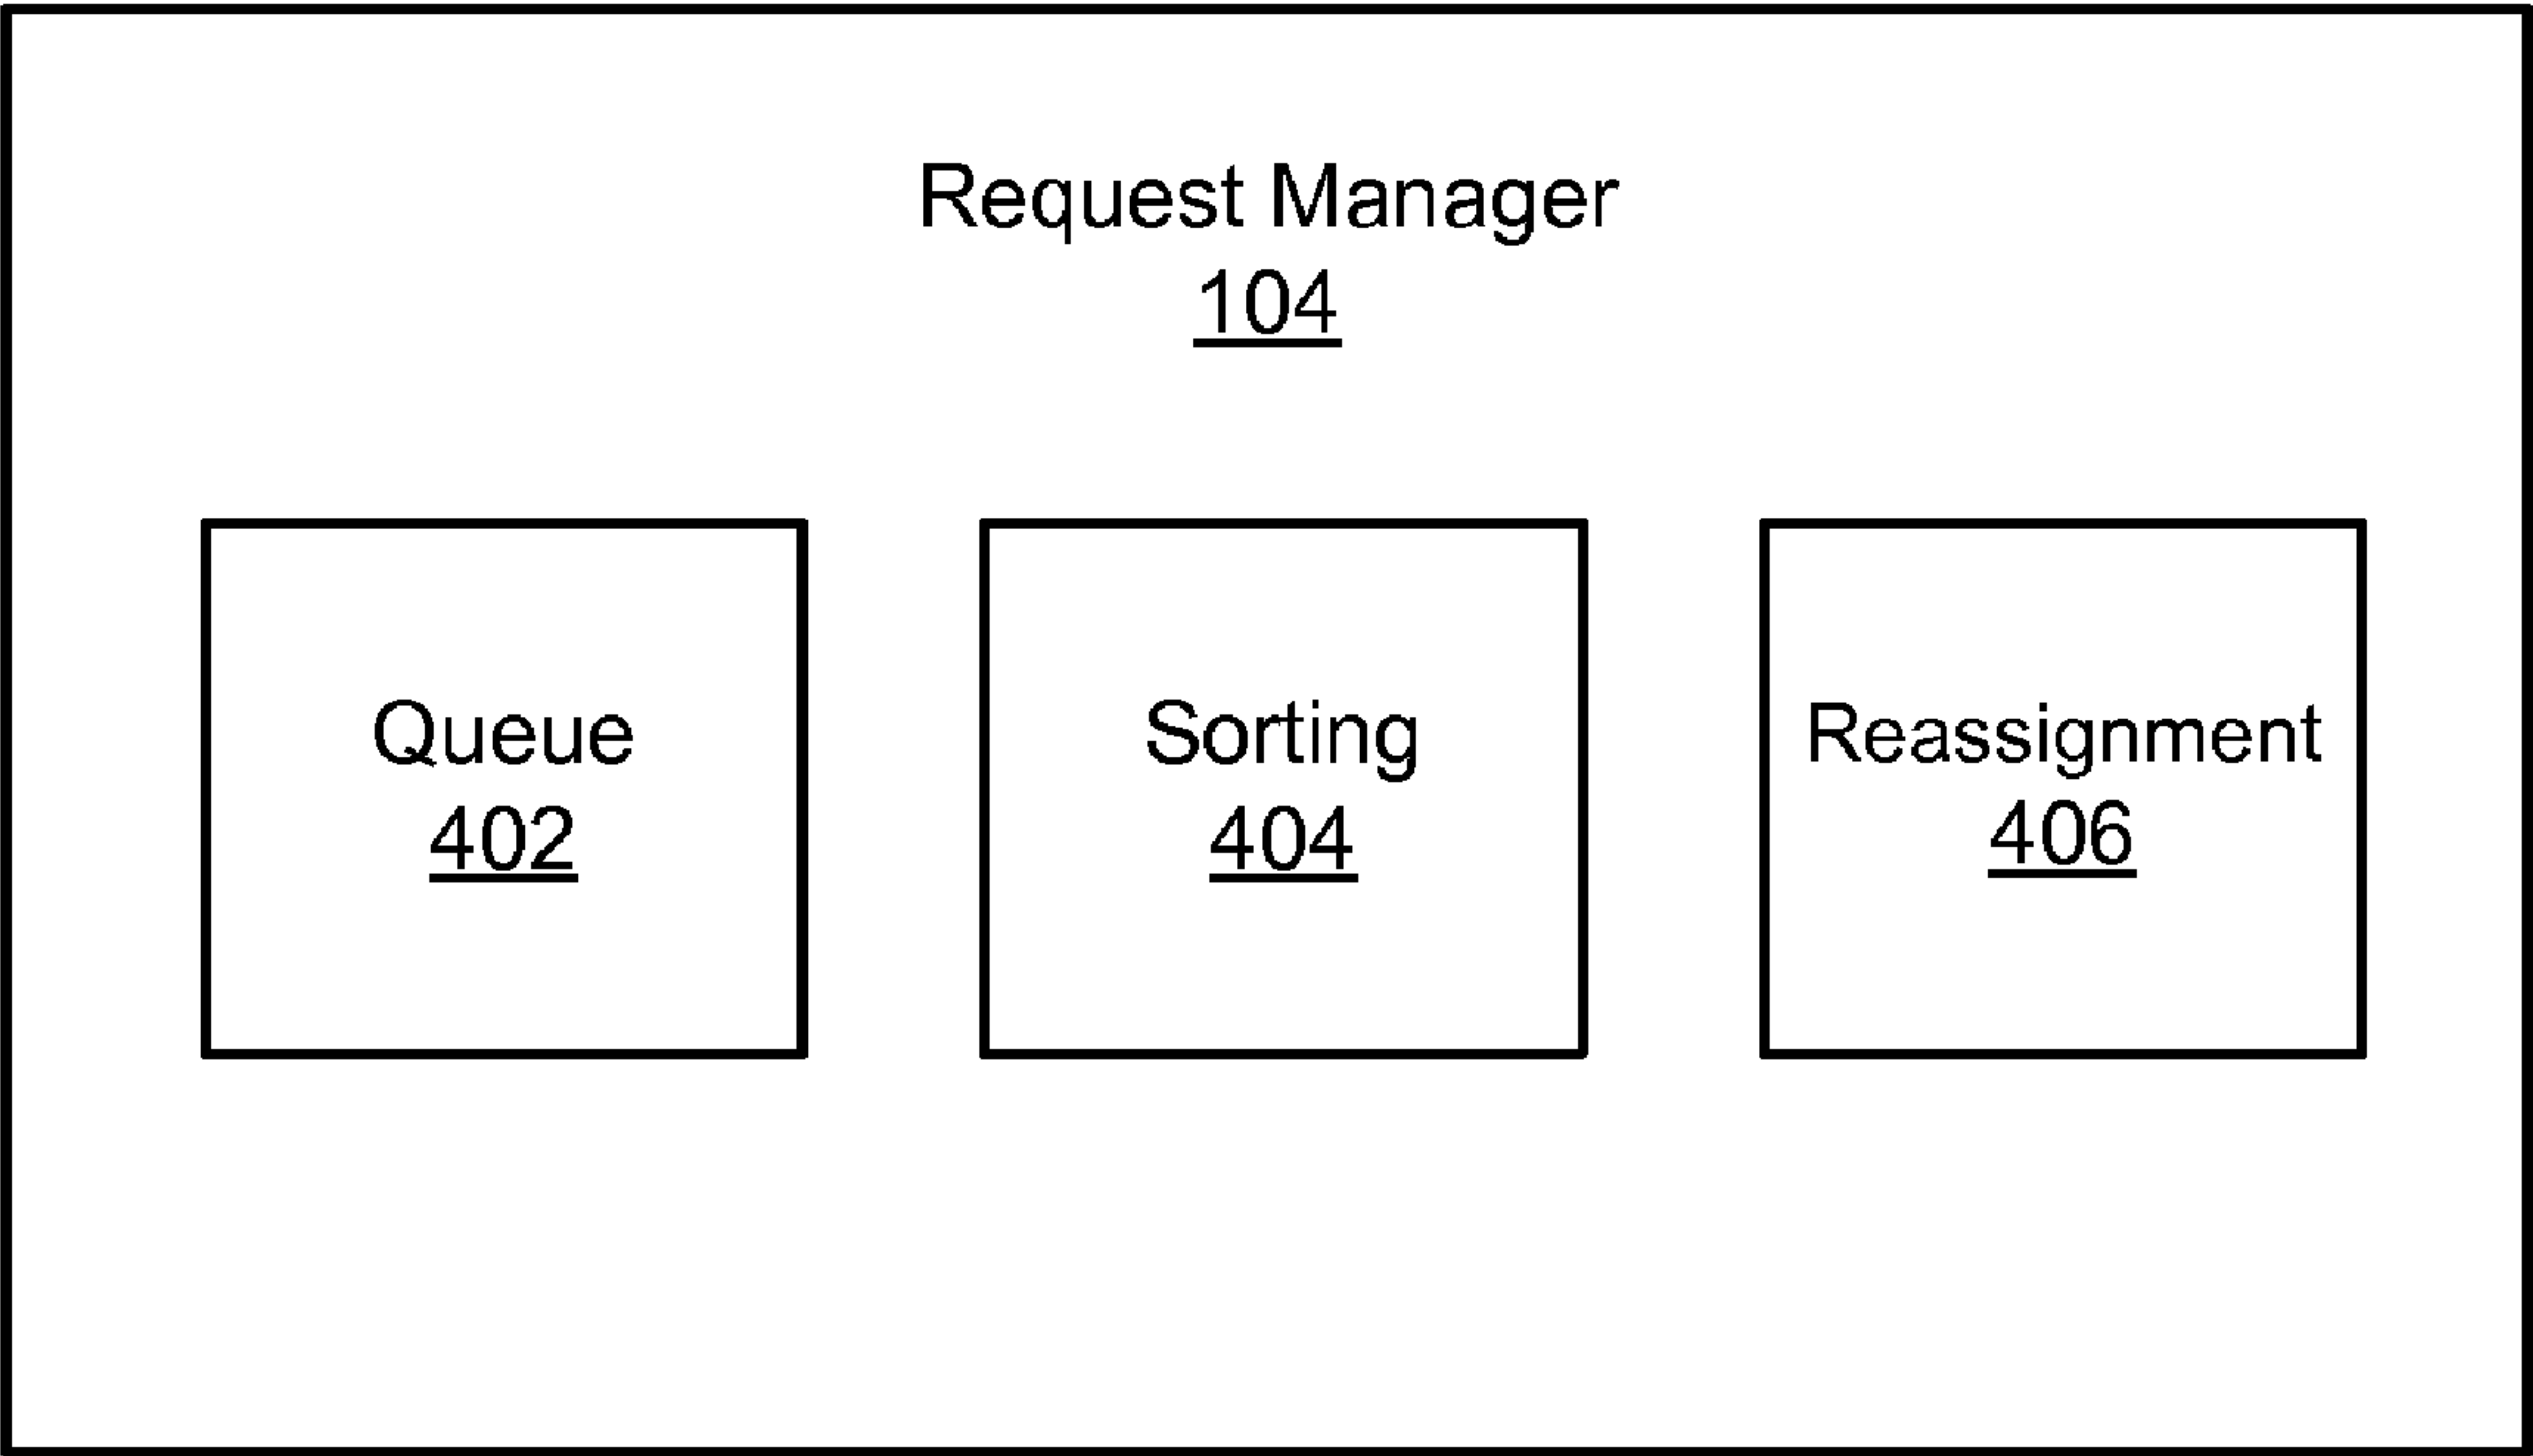 Request Manager
104
Queue
402
Sorting
404
Reassignment
406